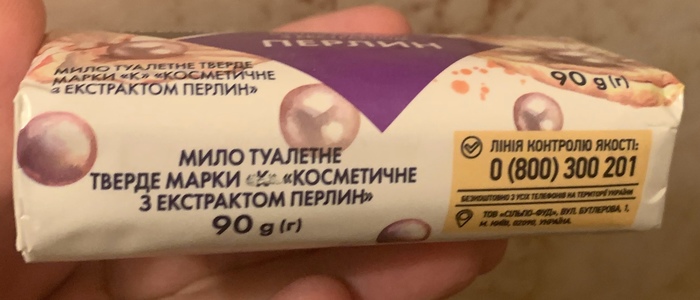 ПЕРЛИН
МИЛО ТУАЛЕТНЕ ТВЕРДЕ
МАРКИ «К» «КОСМЕТИЧНЕ
З ЕКСТРАКТОМ ПЕРЛИН»
90 g (г)
МИЛО ТУАЛЕТНЕ
ТВЕРДЕ МАРКИ «К» «КОСМЕТИЧНЕ
З ЕКСТРАКТОМ ПЕРЛИН»
90 g (г)
ЛІНІЯ КОНТРОЛЮ ЯКОСТІ:
0 (800) 300 201
БЕЗКОШТОВНО З УСІХ ТЕЛЕФОНІВ НА ТЕРИТОРІЇ УКРАЇНИ
ТОВ «СІЛЬПО-ФУД», ВУЛ. БУТЛЕРОВА, 1,
М. КИЇВ, 02090, УКРАЇНА.